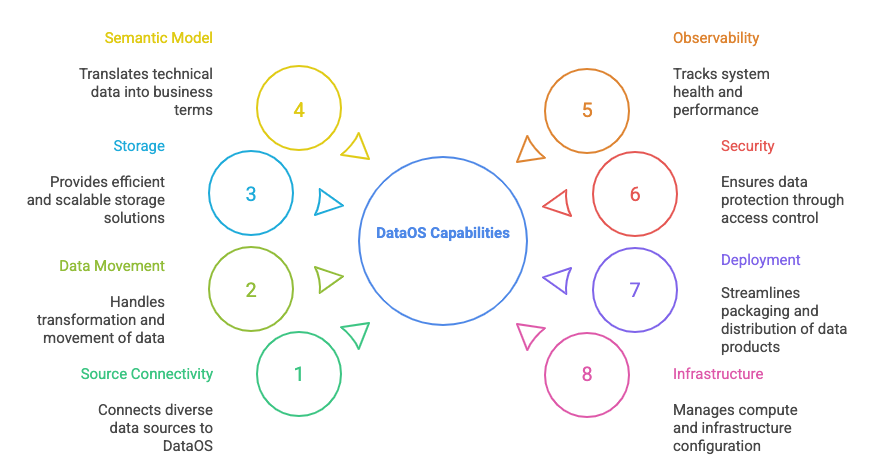 Semantic Model
Translates technical
data into business
terms
4
Storage
Provides efficient
and scalable storage
solutions
3
Data Movement
Handles
transformation and
movement of data
2
Source Connectivity
Connects diverse
data sources to
DataOS
1
DataOS Capabilities
Observability
Tracks system
health and
performance
5
Security
Ensures data
protection through
access control
6
Deployment
Streamlines
packaging and
distribution of data
products
7
Infrastructure
Manages compute
and infrastructure
configuration
8